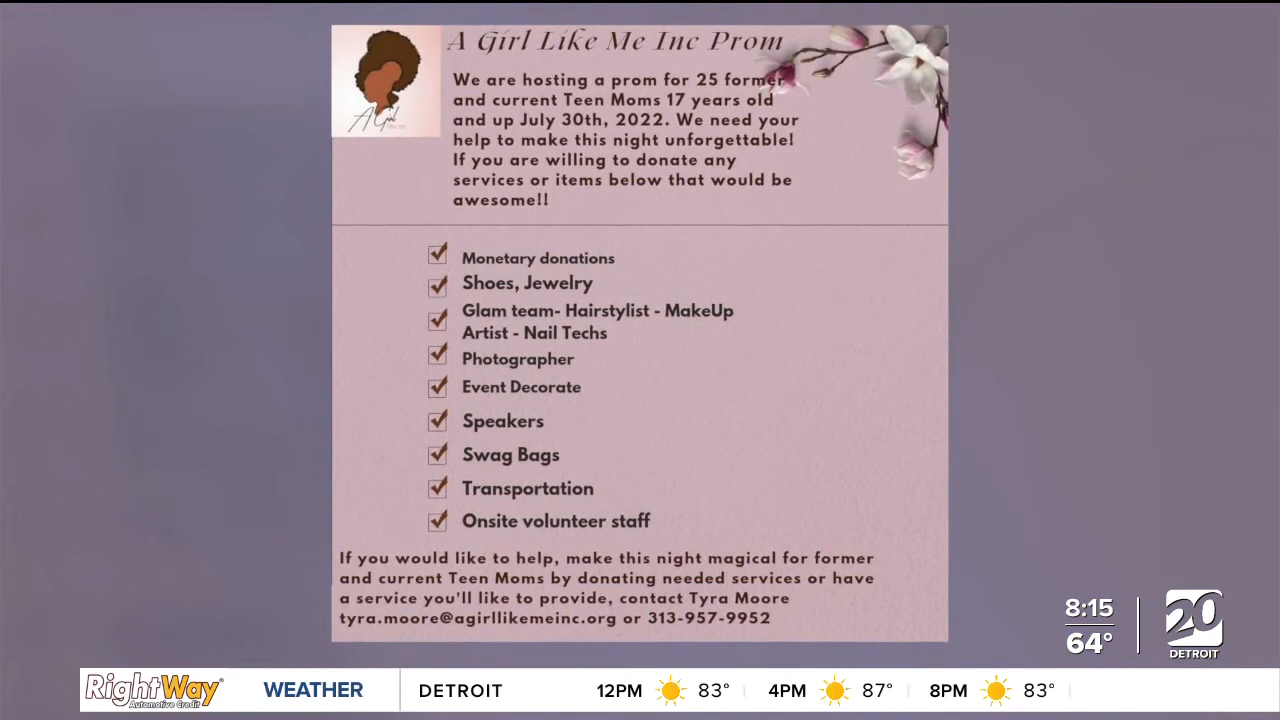 A Girl Like Me Inc Prom
We are hosting a prom for 25 former
and current Teen Moms 17 years old
and up July 30th, 2022. We need your
help to make this night unforgettable!
If you are willing to donate any
services or items below that would be
awesome!!
A Girl
Monetary donations
Shoes, Jewelry
Glam team- Hairstylist - MakeUp
Artist - Nail Techs
Photographer
Event Decorate
Speakers
Swag Bags
Transportation
Onsite volunteer staff
If you would like to help, make this night magical for former
and current Teen Moms by donating needed services or have
a service you'll like to provide, contact Tyra Moore
tyra.moore@agirllikemeinc.org or 313-957-9952
8:15
64°
20
DETROIT
RightWay
Automotive Credit
WEATHER DETROIT 12PM 83° 4PM 87° 8PM 83°